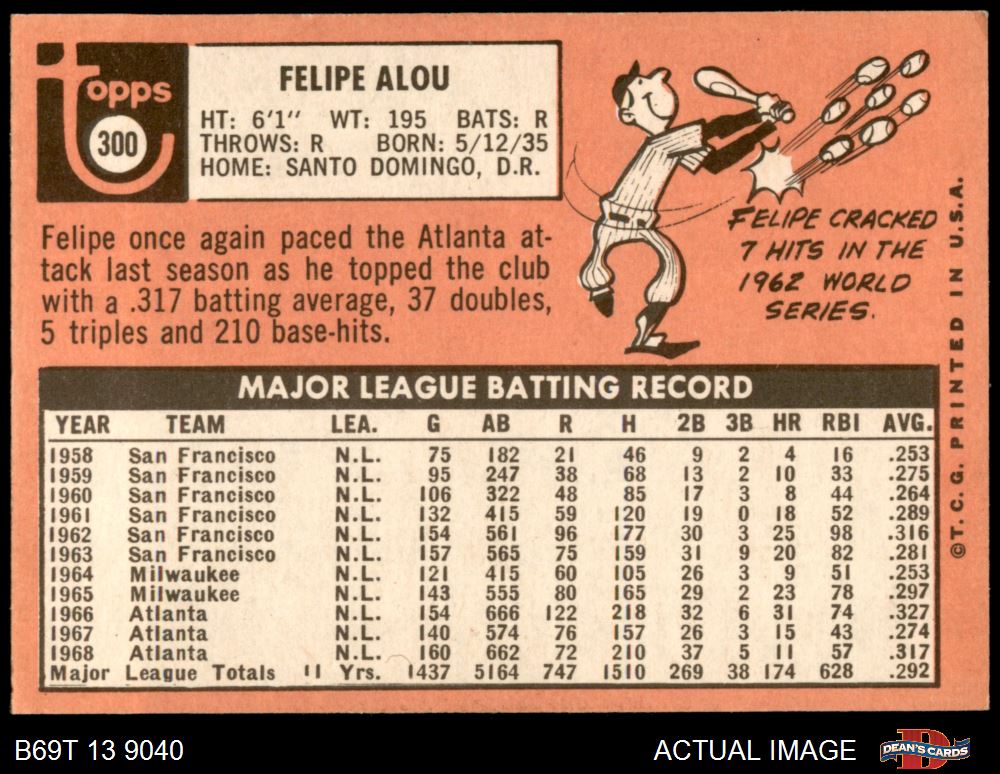 topps
300
FELIPE ALOU
HT: 6'1" WT: 195 BATS: R
THROWS: R BORN: 5/12/35
HOME: SANTO DOMINGO, D.R.
Felipe once again paced the Atlanta at-
tack last season as he topped the club
with a .317 batting average, 37 doubles,
5 triples and 210 base-hits.
FELIPE CRACKED
7 HITS IN THE
1962 WORLD
SERIES.
MAJOR LEAGUE BATTING RECORD
YEAR TEAM LEA. G AB R H 2B 3B HR RBI AVG.
1958 San Francisco N.L. 75 182 21 46 9 2 4 16 .253
1959 San Francisco N.L. 95 247 38 68 13 2 10 33 .275
1960 San Francisco N.L. 106 322 48 85 17 3 8 44 .264
1961 San Francisco N.L. 132 415 59 120 19 0 18 52 .289
1962 San Francisco N.L. 154 561 96 177 30 3 25 98 .316
1963 San Francisco N.L. 157 565 75 159 31 9 20 82 .281
1964 Milwaukee N.L. 121 415 60 105 26 3 9 51 .253
1965 Milwaukee N.L. 143 555 80 165 29 2 23 78 .297
1966 Atlanta N.L. 154 666 122 218 32 6 31 74 .327
1967 Atlanta N.L. 140 574 76 157 26 3 15 43 .274
1968 Atlanta N.L. 160 662 72 210 37 5 11 57 .317
Major League Totals 11 Yrs. 1437 5164 747 1510 269 38 174 628 .292
©T.C.G. PRINTED IN U.S.A.
B69T 13 9040
ACTUAL IMAGE
DEAN'S CARDS